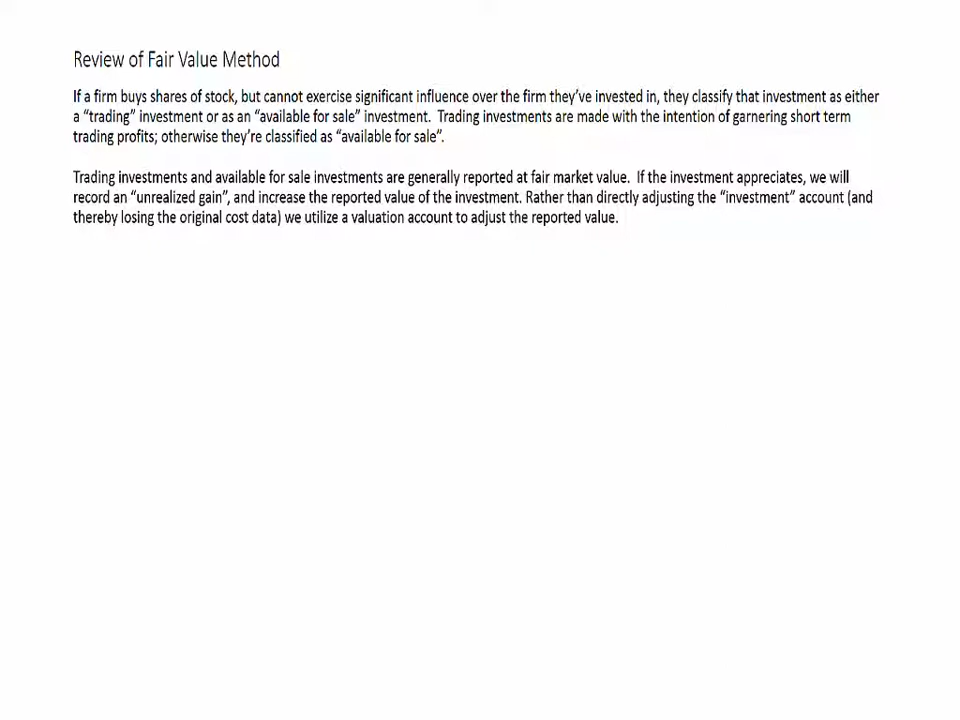 Review of Fair Value Method
If a firm buys shares of stock, but cannot exercise significant influence over the firm they’ve invested in, they classify that investment as either
a “trading” investment or as an “available for sale” investment.  Trading investments are made with the intention of garnering short term
trading profits; otherwise they’re classified as “available for sale”.
Trading investments and available for sale investments are generally reported at fair market value.  If the investment appreciates, we will
record an “unrealized gain”, and increase the reported value of the investment. Rather than directly adjusting the “investment” account (and
thereby losing the original cost data) we utilize a valuation account to adjust the reported value.